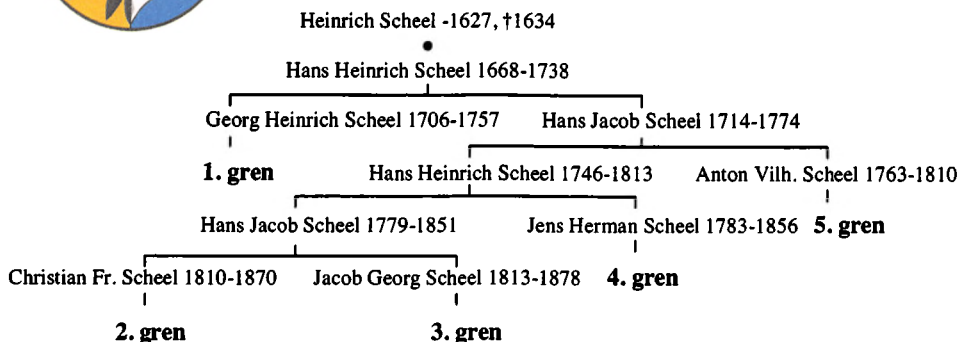 Heinrich Scheel -1627, †1634
Hans Heinrich Scheel 1668-1738
Georg Heinrich Scheel 1706-1757 Hans Jacob Scheel 1714-1774
1. gren Hans Heinrich Scheel 1746-1813 Anton Vilh. Scheel 1763-1810
Hans Jacob Scheel 1779-1851 Jens Herman Scheel 1783-1856 5. gren
Christian Fr. Scheel 1810-1870 Jacob Georg Scheel 1813-1878 4. gren
2. gren 3. gren